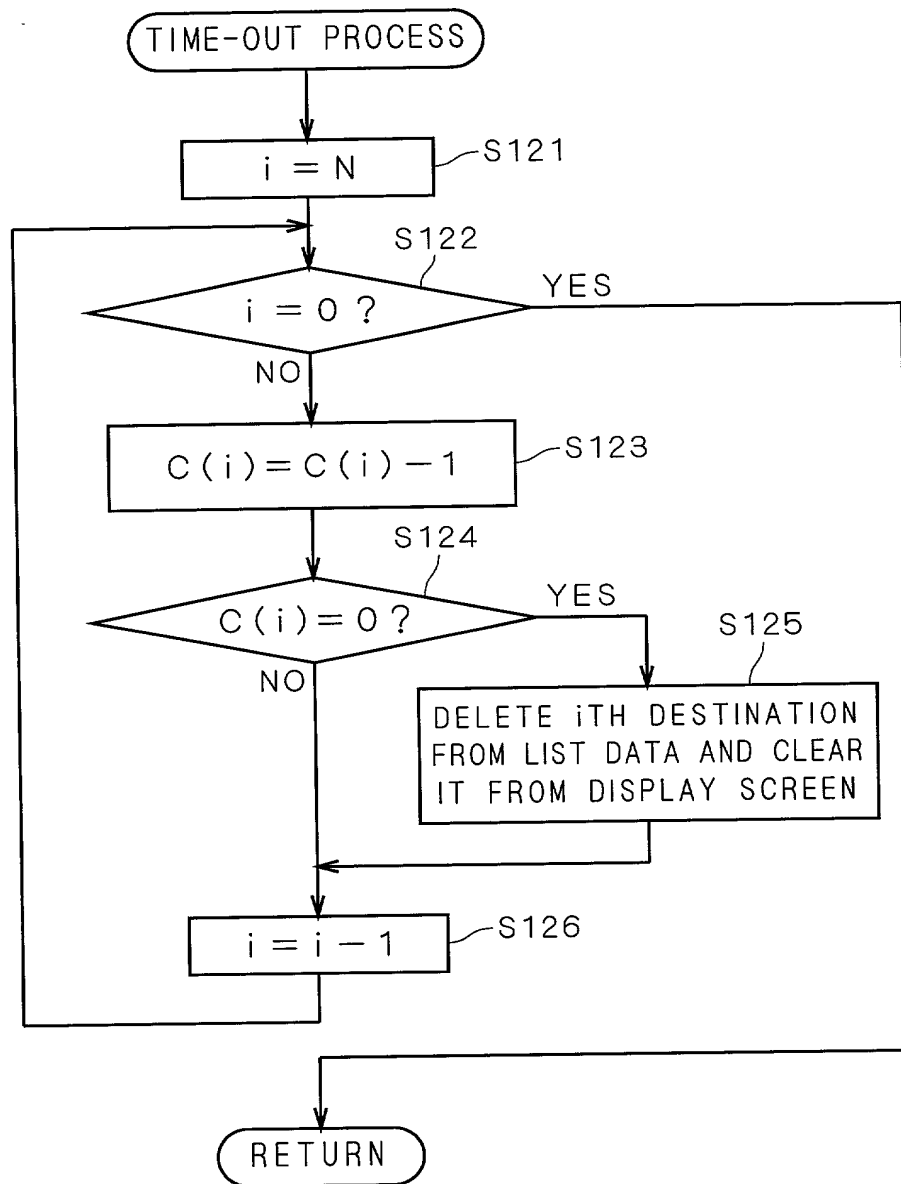 TIME-OUT PROCESS
i = N
S121
S122
i = 0 ?
YES
NO
C(i)=C(i)-1
S123
S124
C(i)=0?
YES
NO
S125
DELETE iTH DESTINATION
FROM LIST DATA AND CLEAR
IT FROM DISPLAY SCREEN
i = i - 1
S126
RETURN